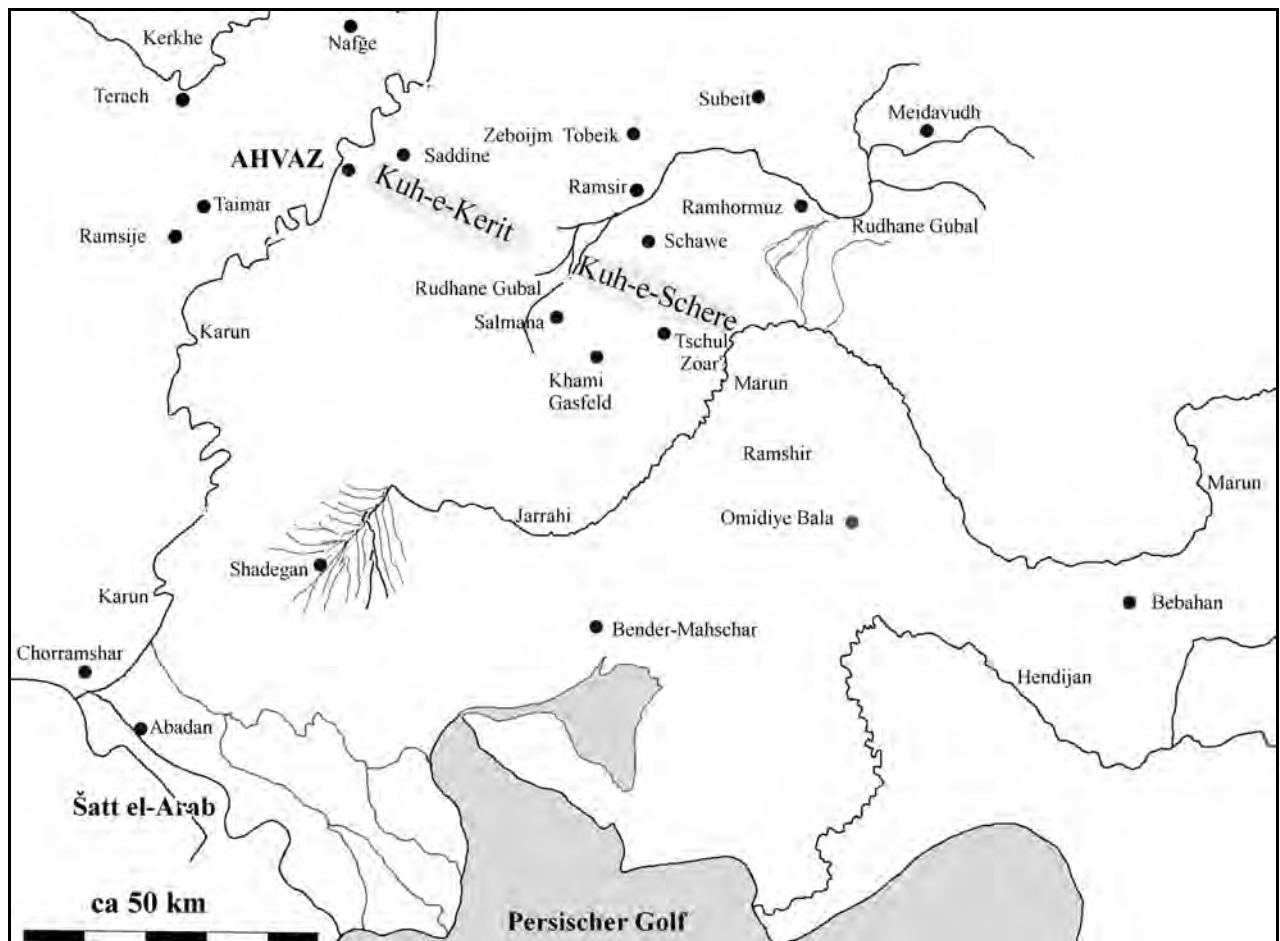 Kerkhe
Nafğe
Terach
Subeit
Meidavudh
Zeboijm Tobeik
AHVAZ
Saddine
Kuh-e-Kerit
Ramsir
Taimar
Ramhormuz
Ramsije
Schawe
Rudhane Gubal
Kuh-e-Schere
Rudhane Gubal
Salmana
Karun
Tschul
Zoar?
Khami
Gasfeld
Marun
Ramshir
Marun
Jarrahi
Omidiye Bala
Shadegan
Karun
Bebahan
Bender-Mahschar
Chorramshar
Hendijan
Abadan
Šatt el-Arab
ca 50 km
Persischer Golf